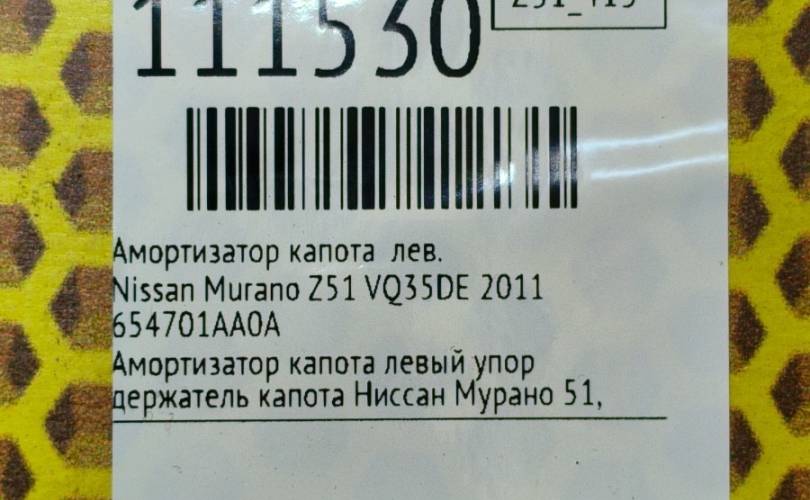 111530
Амортизатор капота лев.
Nissan Murano Z51 VQ35DE 2011
654701AA0A
Амортизатор капота левый упор
держатель капота Ниссан Мурано 51,